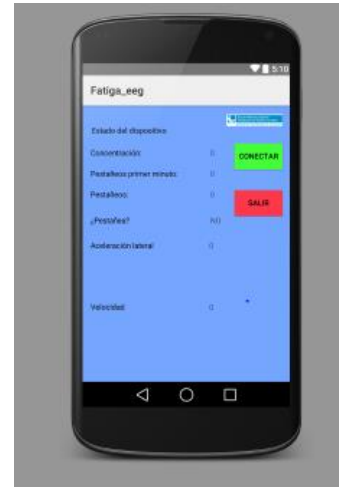 5:10
Fatiga_eeg
Estado del dispositivo
Concentración: 0
CONECTAR
Pestañeos primer minuto: 0
Pestañeos: 0
SALIR
¿Pestañea? NO
Aceleración lateral 0
Velocidad 0